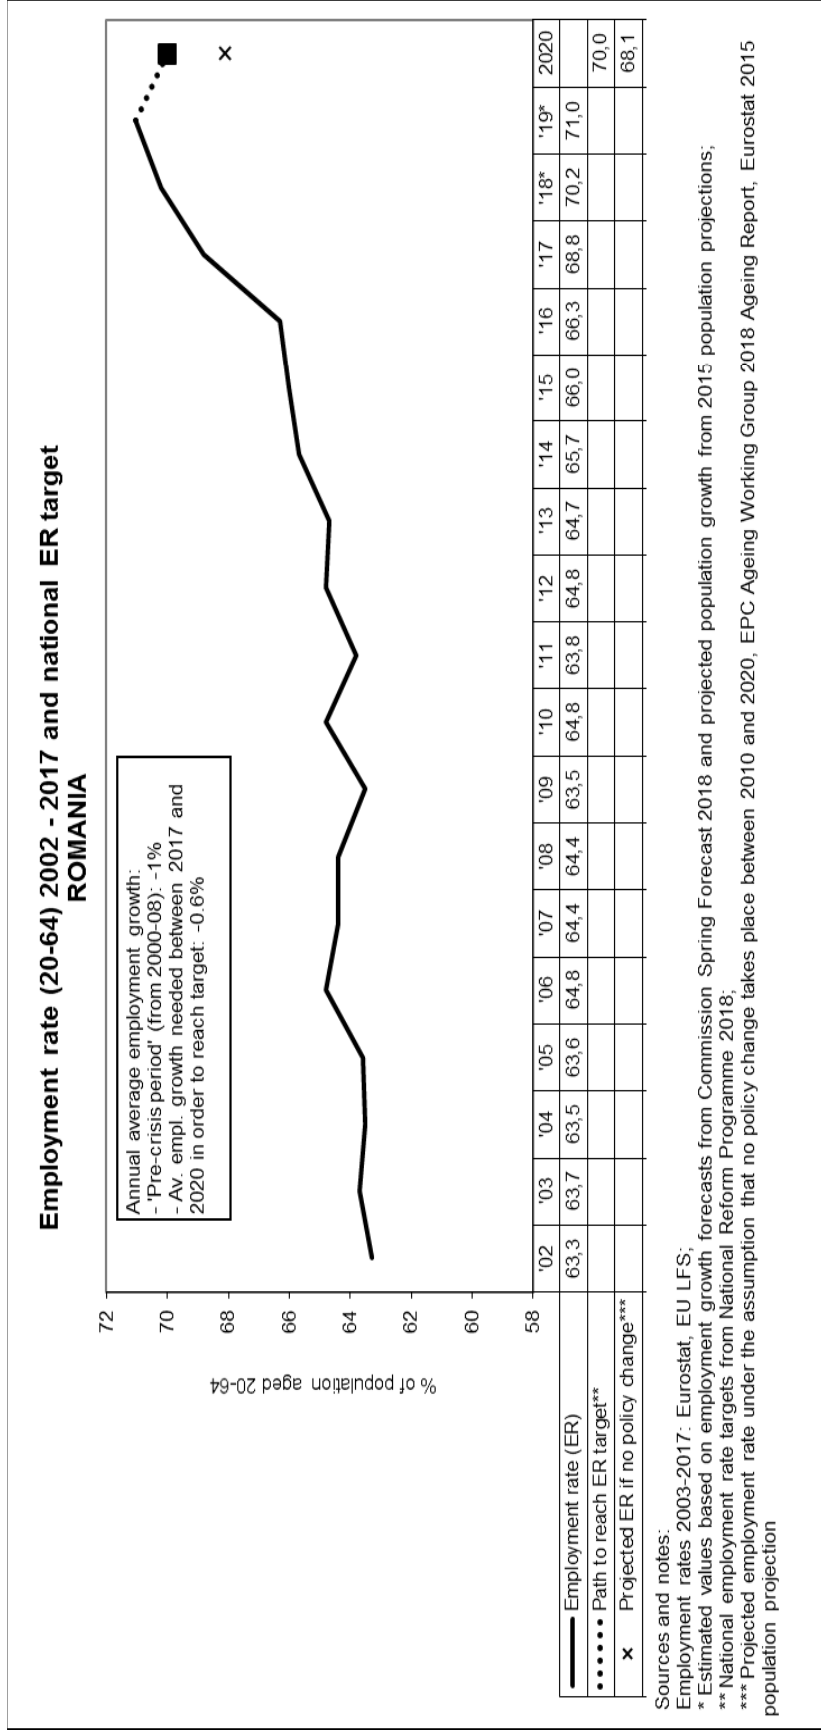 Employment rate (20-64) 2002 - 2017 and national ER target
ROMANIA
Annual average employment growth:
- 'Pre-crisis period' (from 2000-08): -1%
- Av. empl. growth needed between 2017 and
2020 in order to reach target: -0.6%
% of population aged 20-64
72
70
68
66
64
62
60
58
'02 '03 '04 '05 '06 '07 '08 '09 '10 '11 '12 '13 '14 '15 '16 '17 '18* '19* 2020
Employment rate (ER) 63,3 63,7 63,5 63,6 64,8 64,4 64,4 63,5 64,8 63,8 64,8 64,7 65,7 66,0 66,3 68,8 70,2 71,0
Path to reach ER target** 70,0
Projected ER if no policy change*** 68,1
Sources and notes:
Employment rates 2003-2017: Eurostat, EU LFS;
* Estimated values based on employment growth forecasts from Commission Spring Forecast 2018 and projected population growth from 2015 population projections;
** National employment rate targets from National Reform Programme 2018;
*** Projected employment rate under the assumption that no policy change takes place between 2010 and 2020, EPC Ageing Working Group 2018 Ageing Report, Eurostat 2015
population projection